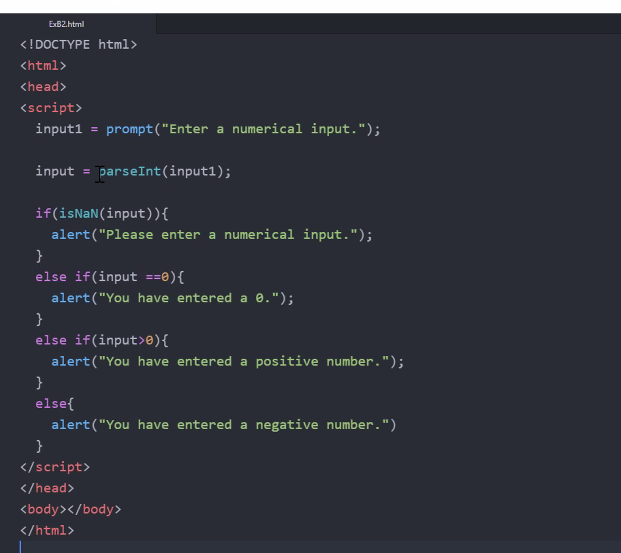 ExB2.html
<!DOCTYPE html>
<html>
<head>
<script>
input1 = prompt("Enter a numerical input.");
input = parseInt(input1);
if(isNaN(input)){
alert("Please enter a numerical input.");
}
else if(input ==0){
alert("You have entered a 0.");
}
else if(input>0){
alert("You have entered a positive number.");
}
else{
alert("You have entered a negative number.")
}
</script>
</head>
<body></body>
</html>